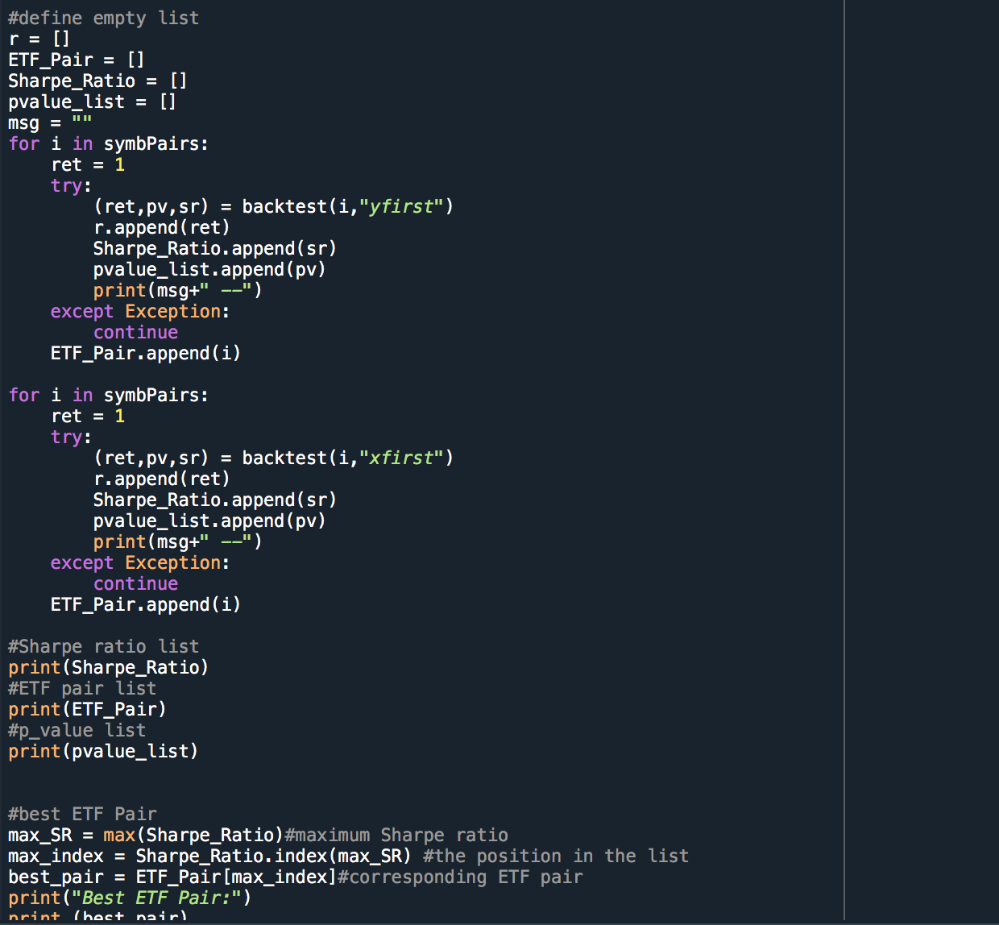 #define empty list
r = []
ETF_Pair = []
Sharpe_Ratio = []
pvalue_list = []
msg = ""
for i in symbPairs:
    ret = 1
    try:
        (ret,pv,sr) = backtest(i,"yfirst")
        r.append(ret)
        Sharpe_Ratio.append(sr)
        pvalue_list.append(pv)
        print(msg+" --")
    except Exception:
        continue
    ETF_Pair.append(i)

for i in symbPairs:
    ret = 1
    try:
        (ret,pv,sr) = backtest(i,"xfirst")
        r.append(ret)
        Sharpe_Ratio.append(sr)
        pvalue_list.append(pv)
        print(msg+" --")
    except Exception:
        continue
    ETF_Pair.append(i)

#Sharpe ratio list
print(Sharpe_Ratio)
#ETF pair list
print(ETF_Pair)
#p_value list
print(pvalue_list)


#best ETF Pair
max_SR = max(Sharpe_Ratio)#maximum Sharpe ratio
max_index = Sharpe_Ratio.index(max_SR) #the position in the list
best_pair = ETF_Pair[max_index]#corresponding ETF pair
print("Best ETF Pair:")
print (best_pair)